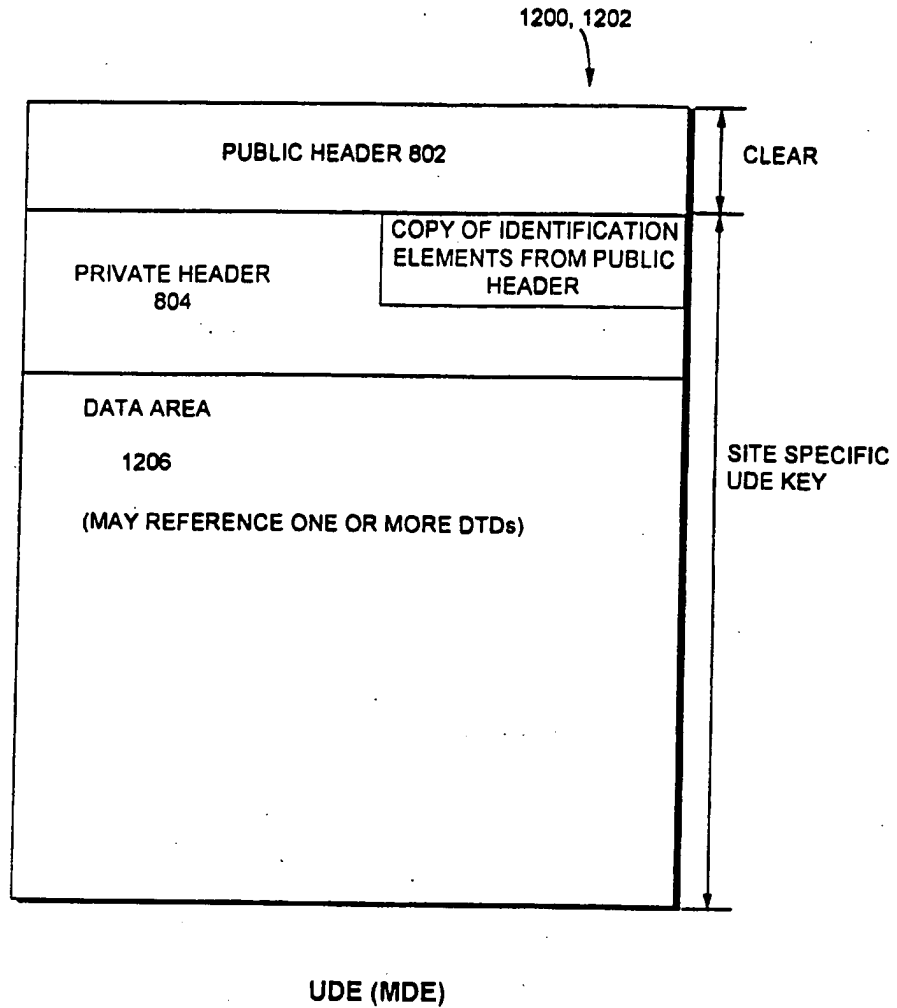 1200, 1202
PUBLIC HEADER 802
CLEAR
COPY OF IDENTIFICATION
ELEMENTS FROM PUBLIC
HEADER
PRIVATE HEADER
804
DATA AREA
1206
(MAY REFERENCE ONE OR MORE DTDs)
SITE SPECIFIC
UDE KEY
UDE (MDE)